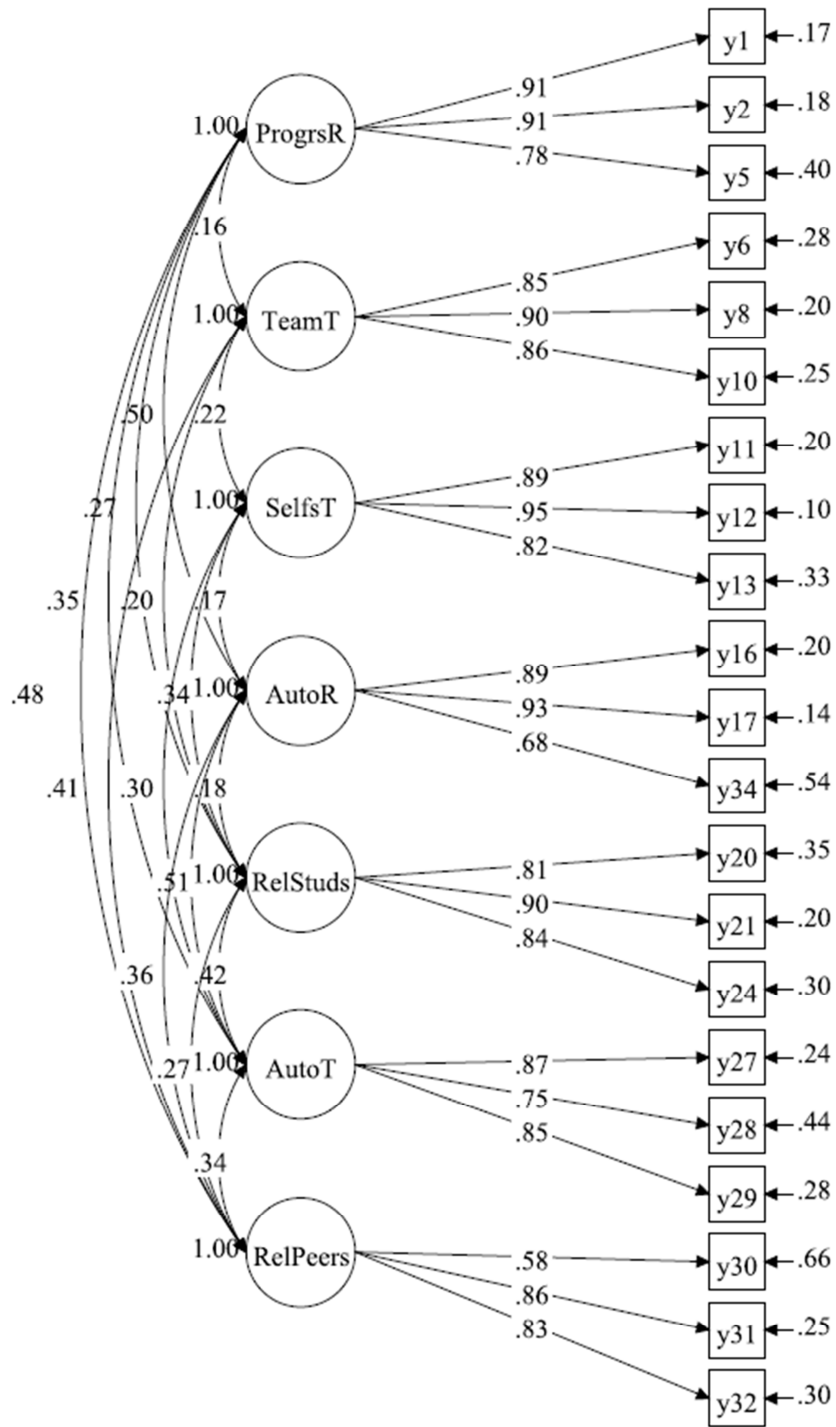 y1 .17
.91
1.00 ProgrsR .91 y2 .18
.78
y5 .40
.16
y6 .28
.85
1.00 TeamT .90 y8 .20
.86
y10 .25
.50 .22
y11 .20
.89
1.00 SelfsT .95 y12 .10
.27
.82
y13 .33
.35 .20 .17
y16 .20
.89
.48 .34 1.00 AutoR .93 y17 .14
.68
y34 .54
.41 .30 .18
y20 .35
.81
.51 1.00 RelStuds .90 y21 .20
.84
.36 .42 y24 .30
y27 .24
.87
.27 1.00 AutoT .75 y28 .44
.85
.34
y29 .28
1.00 RelPeers .58 y30 .66
.86
.83 y31 .25
y32 .30